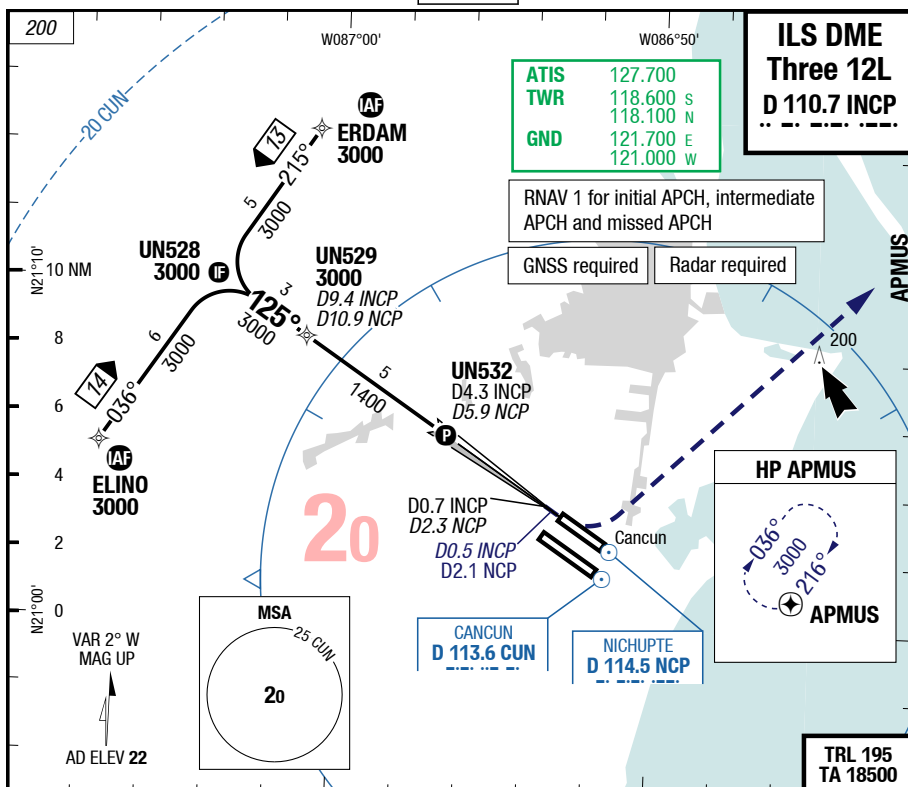 200
W087°00'
W086°50'
ILS DME
Three 12L
D 110.7 INCP
20 CUN
ATIS 127.700
TWR 118.600 S
118.100 N
GND 121.700 E
121.000 W
RNAV 1 for initial APCH, intermediate
APCH and missed APCH
GNSS required
Radar required
IAF
ERDAM
3000
13
215°
5
3000
UN528
3000 IF
UN529
3000
D9.4 INCP
D10.9 NCP
3
125°
3000
N21°10'
10 NM
8
6
4
2
0
N21°00'
6
3000
14
036°
IAF
ELINO
3000
5
1400
UN532
D4.3 INCP
D5.9 NCP
P
APMUS
200
20
D0.7 INCP
D2.3 NCP
D0.5 INCP
D2.1 NCP
Cancun
HP APMUS
036°
3000
216°
APMUS
CANCUN
D 113.6 CUN
NICHUPTE
D 114.5 NCP
MSA
25 CUN
20
VAR 2° W
MAG UP
AD ELEV 22
TRL 195
TA 18500